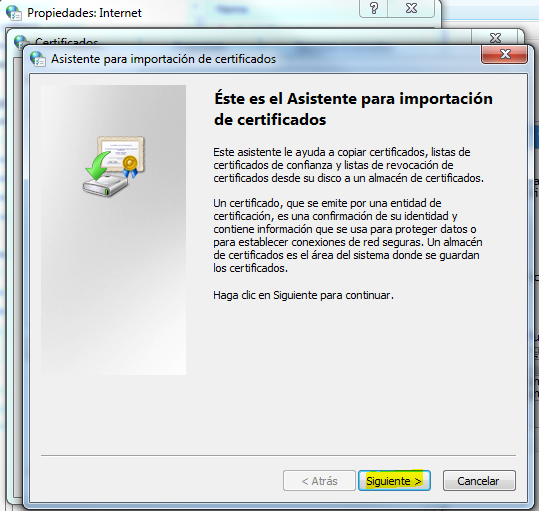 Propiedades: Internet
Certificados
Asistente para importación de certificados
Éste es el Asistente para importación
de certificados
Este asistente le ayuda a copiar certificados, listas de
certificados de confianza y listas de revocación de
certificados desde su disco a un almacén de certificados.
Un certificado, que se emite por una entidad de
certificación, es una confirmación de su identidad y
contiene información que se usa para proteger datos o
para establecer conexiones de red seguras. Un almacén
de certificados es el área del sistema donde se guardan
los certificados.
Haga clic en Siguiente para continuar.
< Atrás Siguiente > Cancelar